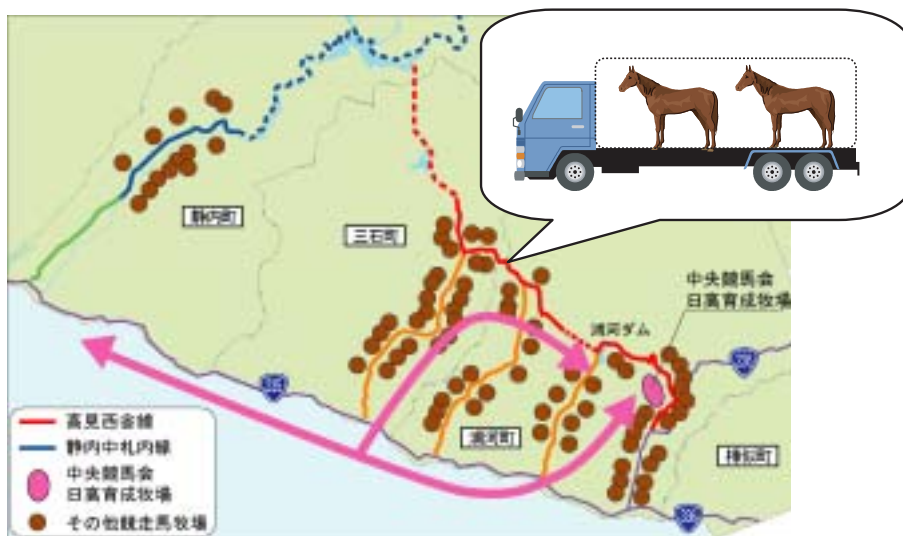 静内町
三石町
中央競馬会
日高育成牧場
浦河ダム
235
236
浦河町
様似町
336
高見西舎線
静内中札内線
中央競馬会
日高育成牧場
その他競走馬牧場